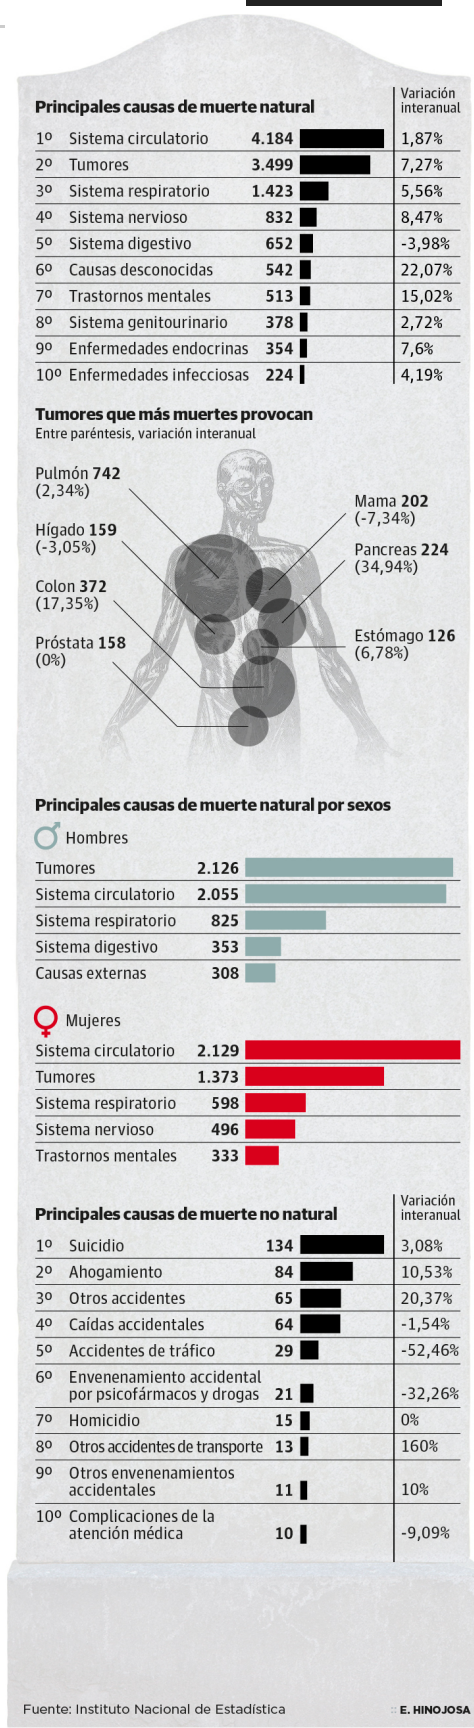 Principales causas de muerte natural
Variación
interanual
1º Sistema circulatorio 4.184 1,87%
2º Tumores 3.499 7,27%
3º Sistema respiratorio 1.423 5,56%
4º Sistema nervioso 832 8,47%
5º Sistema digestivo 652 -3,98%
6º Causas desconocidas 542 22,07%
7º Trastornos mentales 513 15,02%
8º Sistema genitourinario 378 2,72%
9º Enfermedades endocrinas 354 7,6%
10º Enfermedades infecciosas 224 4,19%
Tumores que más muertes provocan
Entre paréntesis, variación interanual
Pulmón 742
(2,34%)
Hígado 159
(-3,05%)
Colon 372
(17,35%)
Próstata 158
(0%)
Mama 202
(-7,34%)
Pancreas 224
(34,94%)
Estómago 126
(6,78%)
Principales causas de muerte natural por sexos
Hombres
Tumores 2.126
Sistema circulatorio 2.055
Sistema respiratorio 825
Sistema digestivo 353
Causas externas 308
Mujeres
Sistema circulatorio 2.129
Tumores 1.373
Sistema respiratorio 598
Sistema nervioso 496
Trastornos mentales 333
Principales causas de muerte no natural
Variación
interanual
1º Suicidio 134 3,08%
2º Ahogamiento 84 10,53%
3º Otros accidentes 65 20,37%
4º Caídas accidentales 64 -1,54%
5º Accidentes de tráfico 29 -52,46%
6º Envenenamiento accidental
por psicofármacos y drogas 21 -32,26%
7º Homicidio 15 0%
8º Otros accidentes de transporte 13 160%
9º Otros envenenamientos
accidentales 11 10%
10º Complicaciones de la
atención médica 10 -9,09%
Fuente: Instituto Nacional de Estadística
:: E. HINOJOSA